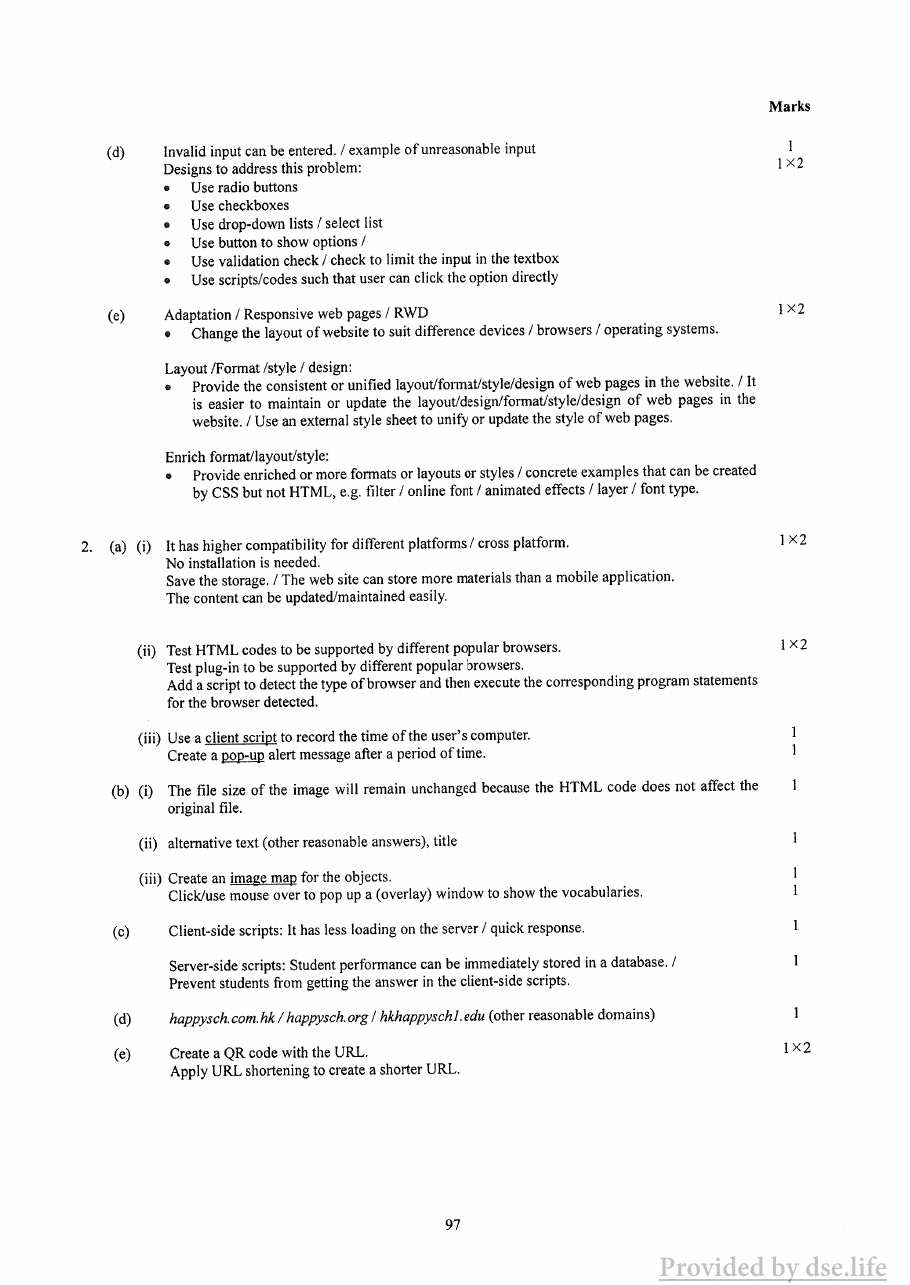 Marks
(d) Invalid input can be entered. / example of unreasonable input 1
Designs to address this problem: 1×2
• Use radio buttons
• Use checkboxes
• Use drop-down lists / select list
• Use button to show options /
• Use validation check / check to limit the input in the textbox
• Use scripts/codes such that user can click the option directly
(e) Adaptation / Responsive web pages / RWD 1×2
• Change the layout of website to suit difference devices / browsers / operating systems.
Layout /Format /style / design:
• Provide the consistent or unified layout/format/style/design of web pages in the website. / It
is easier to maintain or update the layout/design/format/style/design of web pages in the
website. / Use an external style sheet to unify or update the style of web pages.
Enrich format/layout/style:
• Provide enriched or more formats or layouts or styles / concrete examples that can be created
by CSS but not HTML, e.g. filter / online font / animated effects / layer / font type.
2. (a) (i) It has higher compatibility for different platforms / cross platform. 1×2
No installation is needed.
Save the storage. / The web site can store more materials than a mobile application.
The content can be updated/maintained easily.
(ii) Test HTML codes to be supported by different popular browsers. 1×2
Test plug-in to be supported by different popular browsers.
Add a script to detect the type of browser and then execute the corresponding program statements
for the browser detected.
(iii) Use a client script to record the time of the user's computer. 1
Create a pop-up alert message after a period of time. 1
(b) (i) The file size of the image will remain unchanged because the HTML code does not affect the 1
original file.
(ii) alternative text (other reasonable answers), title 1
(iii) Create an image map for the objects. 1
Click/use mouse over to pop up a (overlay) window to show the vocabularies. 1
(c) Client-side scripts: It has less loading on the server / quick response. 1
Server-side scripts: Student performance can be immediately stored in a database. / 1
Prevent students from getting the answer in the client-side scripts.
(d) happysch.com.hk / happysch.org / hkhappysch1.edu (other reasonable domains) 1
(e) Create a QR code with the URL. 1×2
Apply URL shortening to create a shorter URL.
97
Provided by dse.life